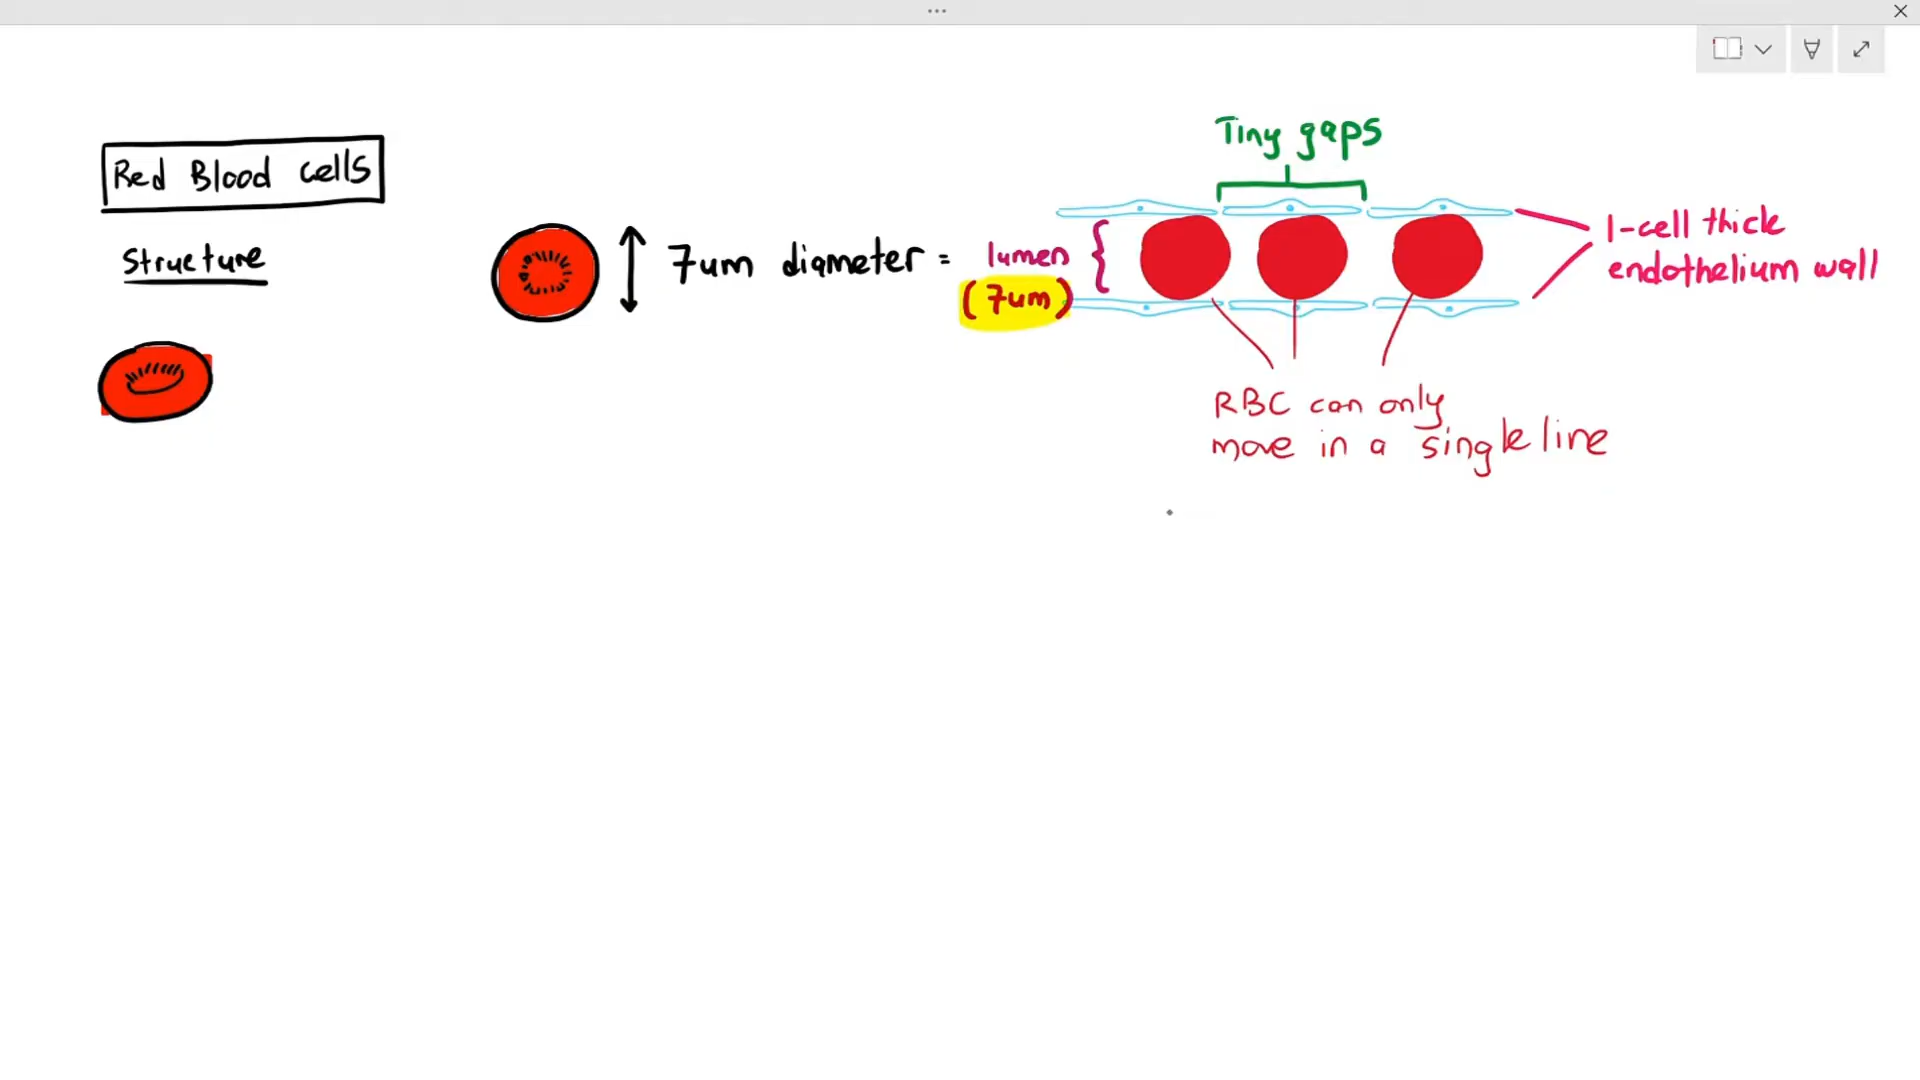 Red Blood cells
Structure
7um diameter =
Tiny gaps
lumen
(7um)
1-cell thick
endothelium wall
RBC can only
move in a single line